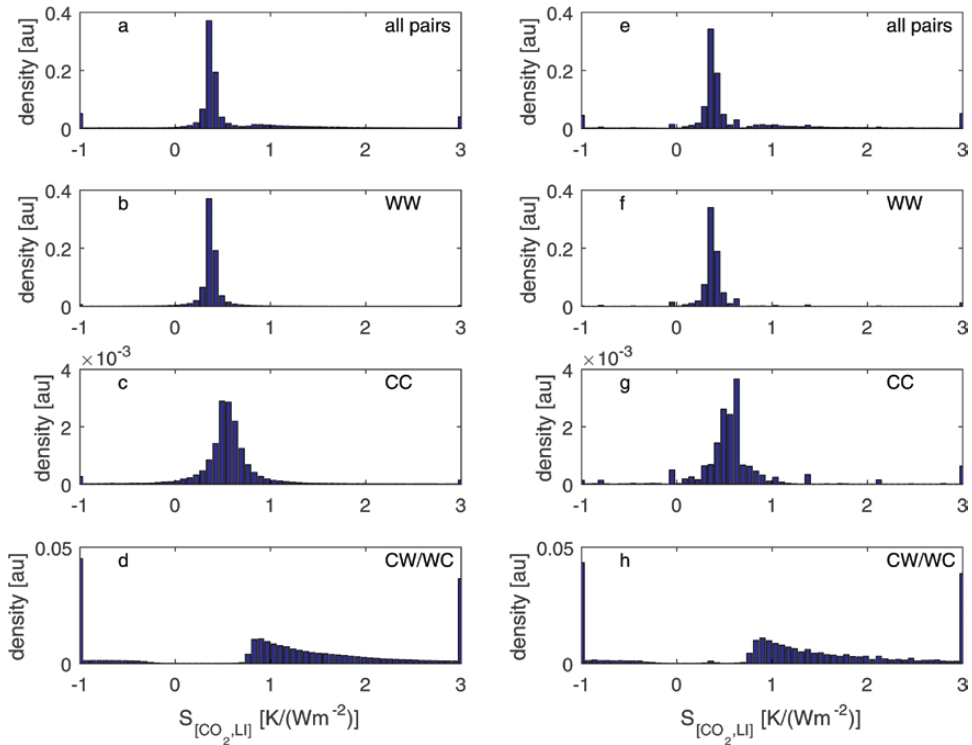 a all pairs
density [au]
0.4
0.2
0
-1 0 1 2 3
e all pairs
density [au]
0.4
0.2
0
-1 0 1 2 3
b WW
density [au]
0.4
0.2
0
-1 0 1 2 3
f WW
density [au]
0.4
0.2
0
-1 0 1 2 3
×10⁻³
c CC
density [au]
4
2
0
-1 0 1 2 3
g CC
density [au]
4
2
0
-1 0 1 2 3
d CW/WC
density [au]
0.05
0
-1 0 1 2 3
S[CO₂,LI] [K/(Wm⁻²)]
h CW/WC
density [au]
0.05
0
-1 0 1 2 3
S[CO₂,LI] [K/(Wm⁻²)]